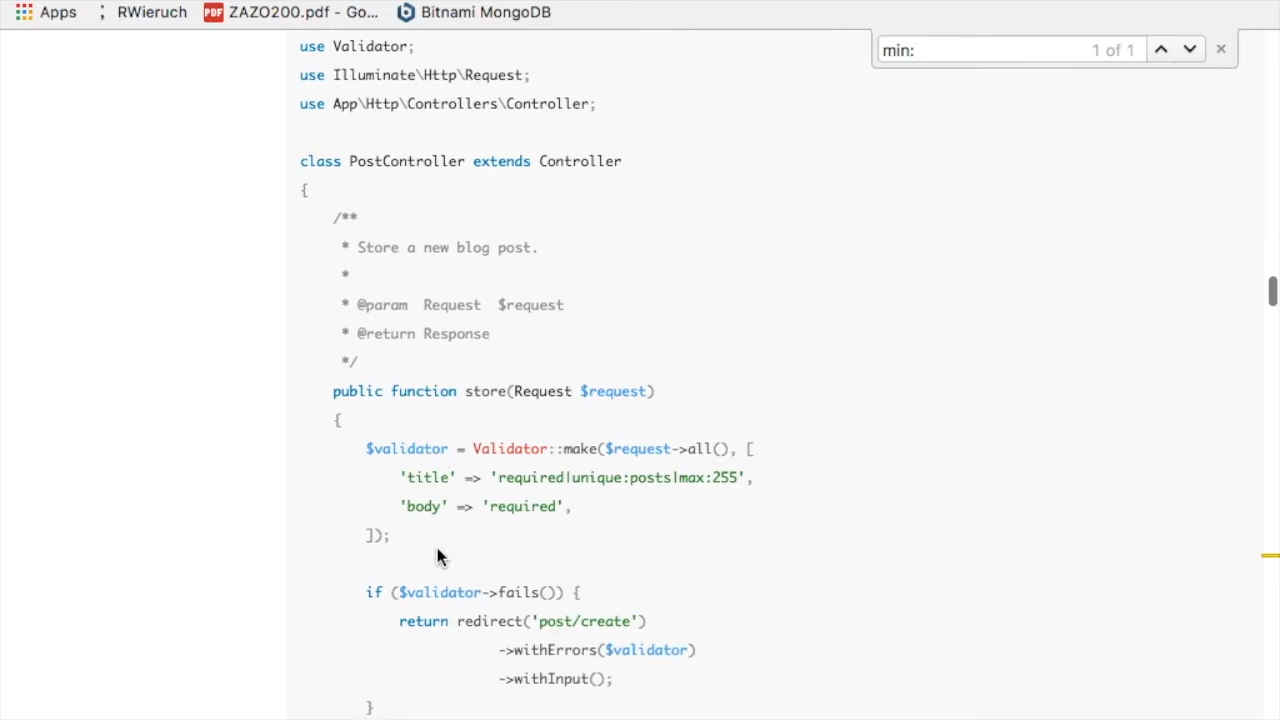 Apps ; RWieruch PDF ZAZO200.pdf - Go... Bitnami MongoDB
min: 1 of 1
use Validator;
use Illuminate\Http\Request;
use App\Http\Controllers\Controller;
class PostController extends Controller
{
/**
* Store a new blog post.
*
* @param Request $request
* @return Response
*/
public function store(Request $request)
{
$validator = Validator::make($request->all(), [
'title' => 'required|unique:posts|max:255',
'body' => 'required',
]);
if ($validator->fails()) {
return redirect('post/create')
->withErrors($validator)
->withInput();
}